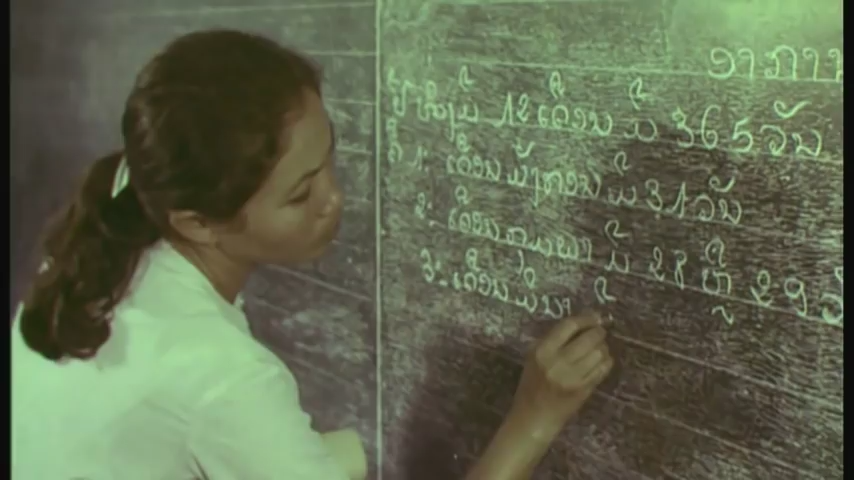 ປີໜຶ່ງມີ 12 ເດືອນ ມີ 365 ວັນ
ຄື 1: ເດືອນມັງກອນ ມີ 31 ວັນ
2: ເດືອນກຸມພາ ມີ 28 ຫຼື 29
3: ເດືອນມີນາ ມີ